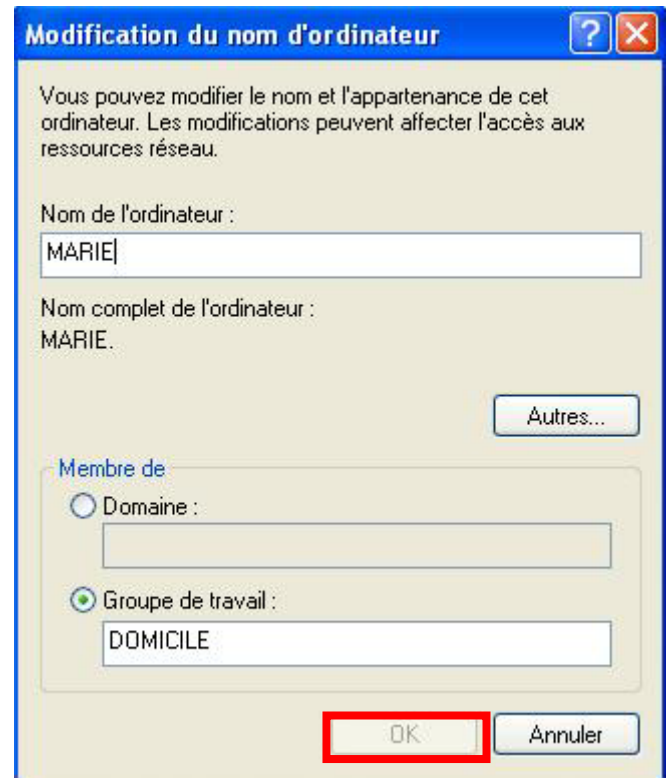 Modification du nom d'ordinateur
Vous pouvez modifier le nom et l'appartenance de cet
ordinateur. Les modifications peuvent affecter l'accès aux
ressources réseau.
Nom de l'ordinateur :
MARIE
Nom complet de l'ordinateur :
MARIE.
Autres...
Membre de
Domaine :
Groupe de travail :
DOMICILE
OK
Annuler